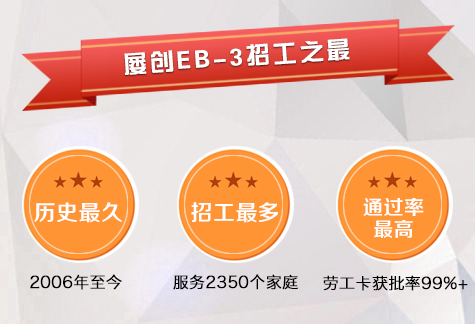 屡创EB-3招工之最
历史最久
招工最多
通过率
最高
2006年至今
服务2350个家庭
劳工卡获批率99%+